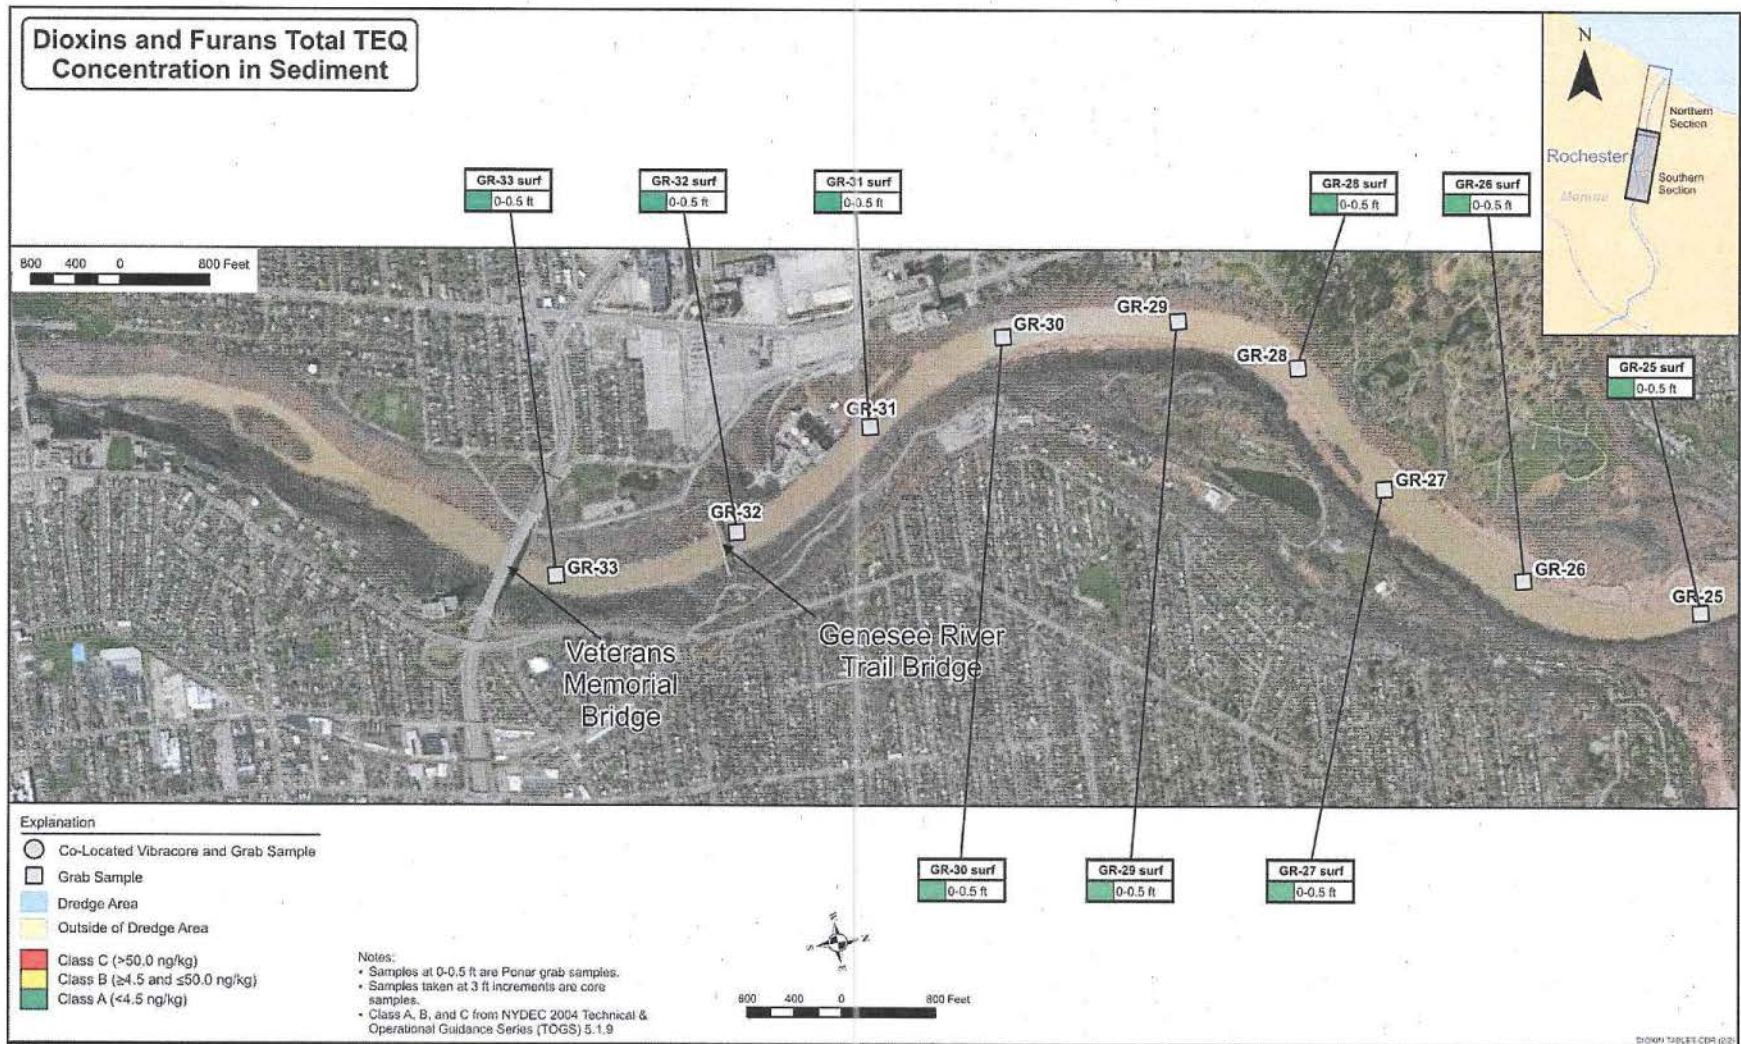 Dioxins and Furans Total TEQ
Concentration in Sediment
N
Northern
Section
Rochester
Southern
Section
Monroe
GR-33 surf
0-0.5 ft
GR-32 surf
0-0.5 ft
GR-31 surf
0-0.5 ft
GR-28 surf
0-0.5 ft
GR-26 surf
0-0.5 ft
GR-25 surf
0-0.5 ft
800 400 0 800 Feet
GR-29
GR-30
GR-28
GR-31
GR-27
GR-32
GR-33
GR-26
GR-25
Veterans
Memorial
Bridge
Genesee River
Trail Bridge
GR-30 surf
0-0.5 ft
GR-29 surf
0-0.5 ft
GR-27 surf
0-0.5 ft
Explanation
Co-Located Vibracore and Grab Sample
Grab Sample
Dredge Area
Outside of Dredge Area
Class C (>50.0 ng/kg)
Class B (≥4.5 and ≤50.0 ng/kg)
Class A (<4.5 ng/kg)
Notes:
• Samples at 0-0.5 ft are Ponar grab samples.
• Samples taken at 3 ft increments are core
samples.
• Class A, B, and C from NYDEC 2004 Technical &
Operational Guidance Series (TOGS) 5.1.9
W
N
S
E
800 400 0 800 Feet
DIOXIN TABLES.CDR (2/2)